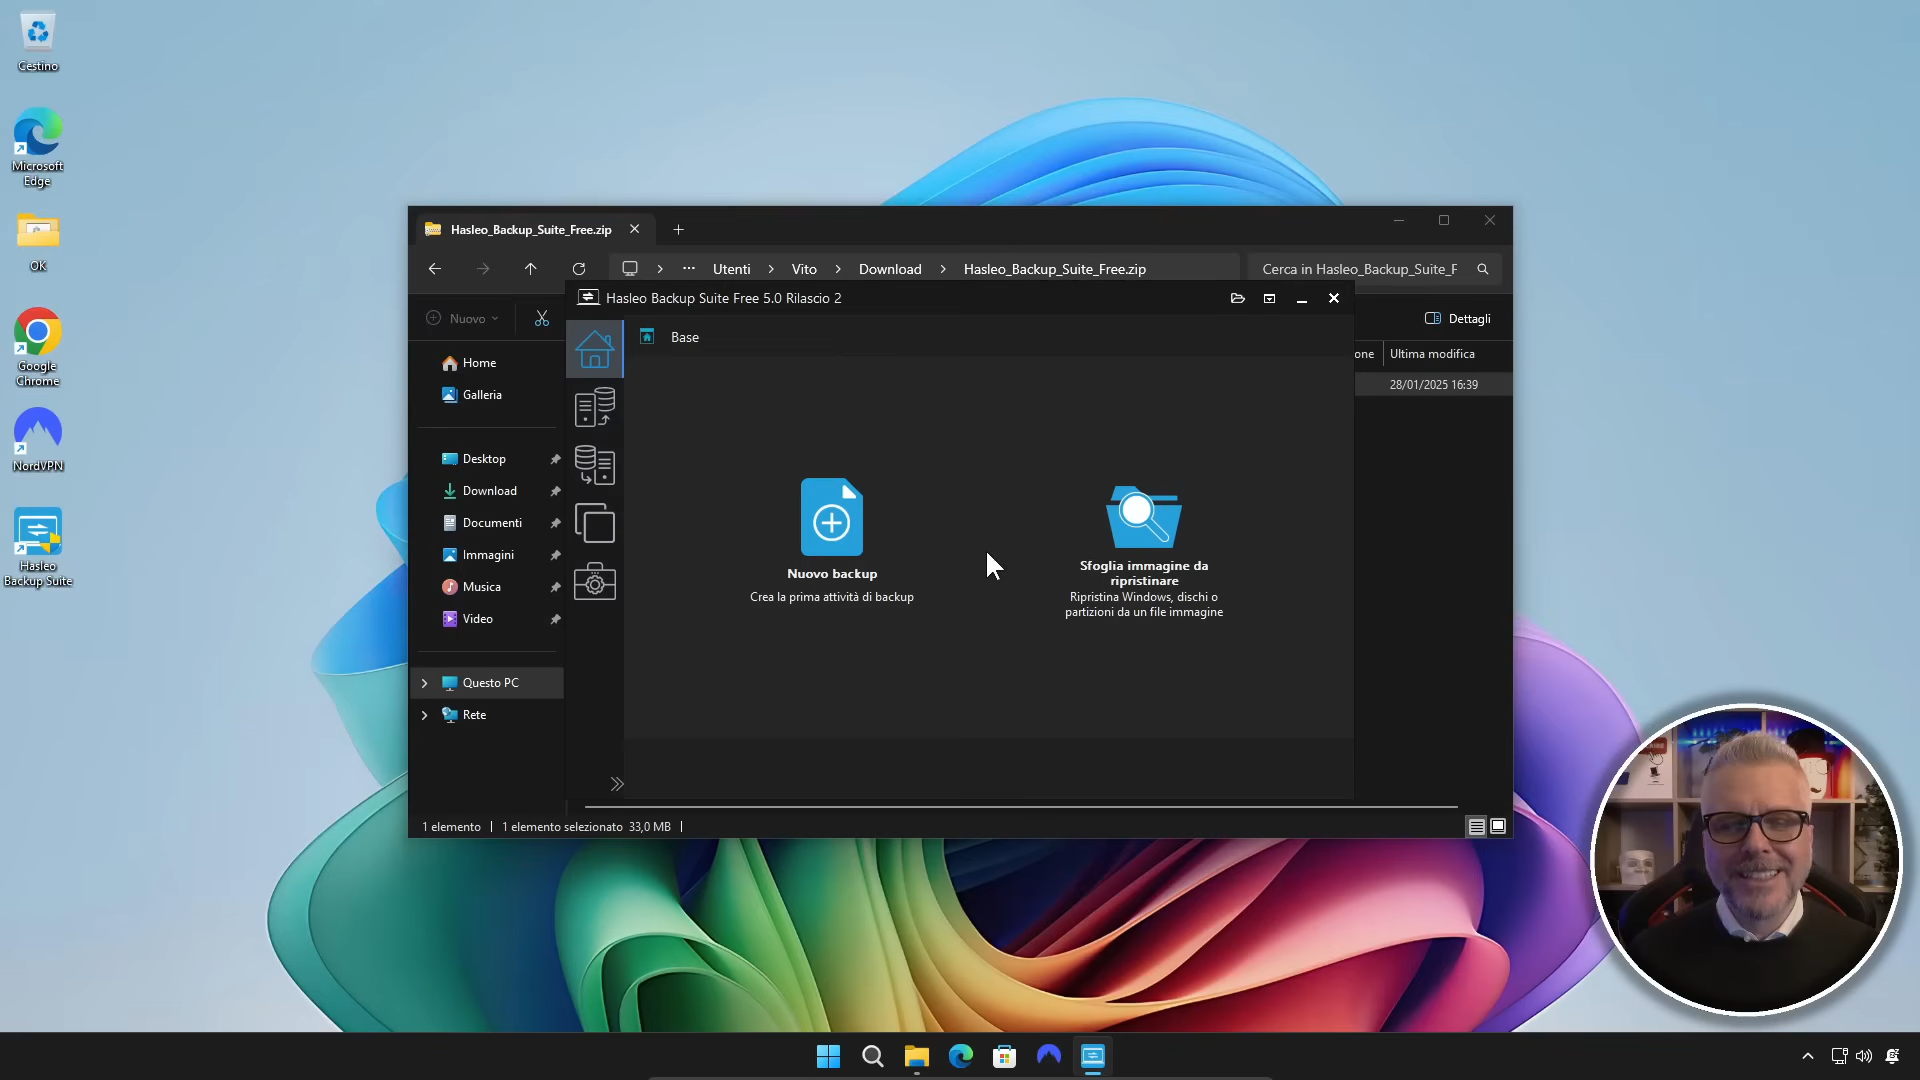 Cestino
Microsoft
Edge
OK
Google
Chrome
NordVPN
Hasleo
Backup Suite
Hasleo_Backup_Suite_Free.zip
Utenti
Vito
Download
Hasleo_Backup_Suite_Free.zip
Cerca in Hasleo_Backup_Suite_F
Nuovo
Dettagli
one
Ultima modifica
28/01/2025 16:39
Home
Galleria
Desktop
Download
Documenti
Immagini
Musica
Video
Questo PC
Rete
Hasleo Backup Suite Free 5.0 Rilascio 2
Base
Nuovo backup
Crea la prima attività di backup
Sfoglia immagine da
ripristinare
Ripristina Windows, dischi o
partizioni da un file immagine
1 elemento
1 elemento selezionato 33,0 MB